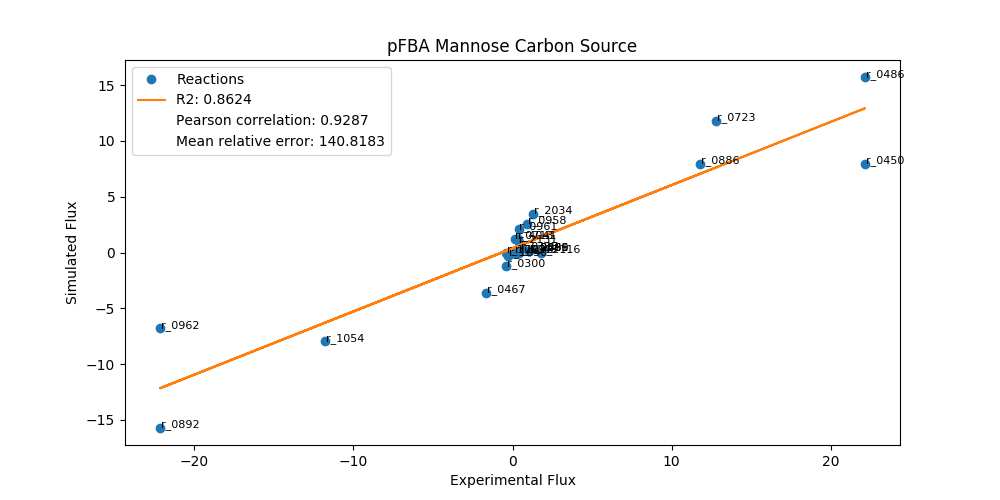 pFBA Mannose Carbon Source
Reactions
R2: 0.8624
Pearson correlation: 0.9287
Mean relative error: 140.8183
r_0486
r_0723
r_0886
r_0450
r_2034
r_0958
r_0961
r_0300
r_0467
r_0962
r_1054
r_0892
15
10
5
0
−5
−10
−15
Simulated Flux
−20
−10
0
10
20
Experimental Flux